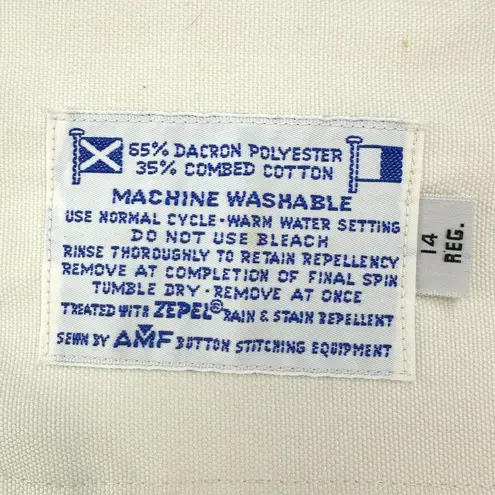 65% DACRON POLYESTER
35% COMBED COTTON
MACHINE WASHABLE
USE NORMAL CYCLE-WARM WATER SETTING
DO NOT USE BLEACH
RINSE THOROUGHLY TO RETAIN REPELLENCY
REMOVE AT COMPLETION OF FINAL SPIN
TUMBLE DRY-REMOVE AT ONCE
TREATED WITH ZEPEL® RAIN & STAIN REPELLENT
SEWN BY AMF BUTTON STITCHING EQUIPMENT
14
REG.